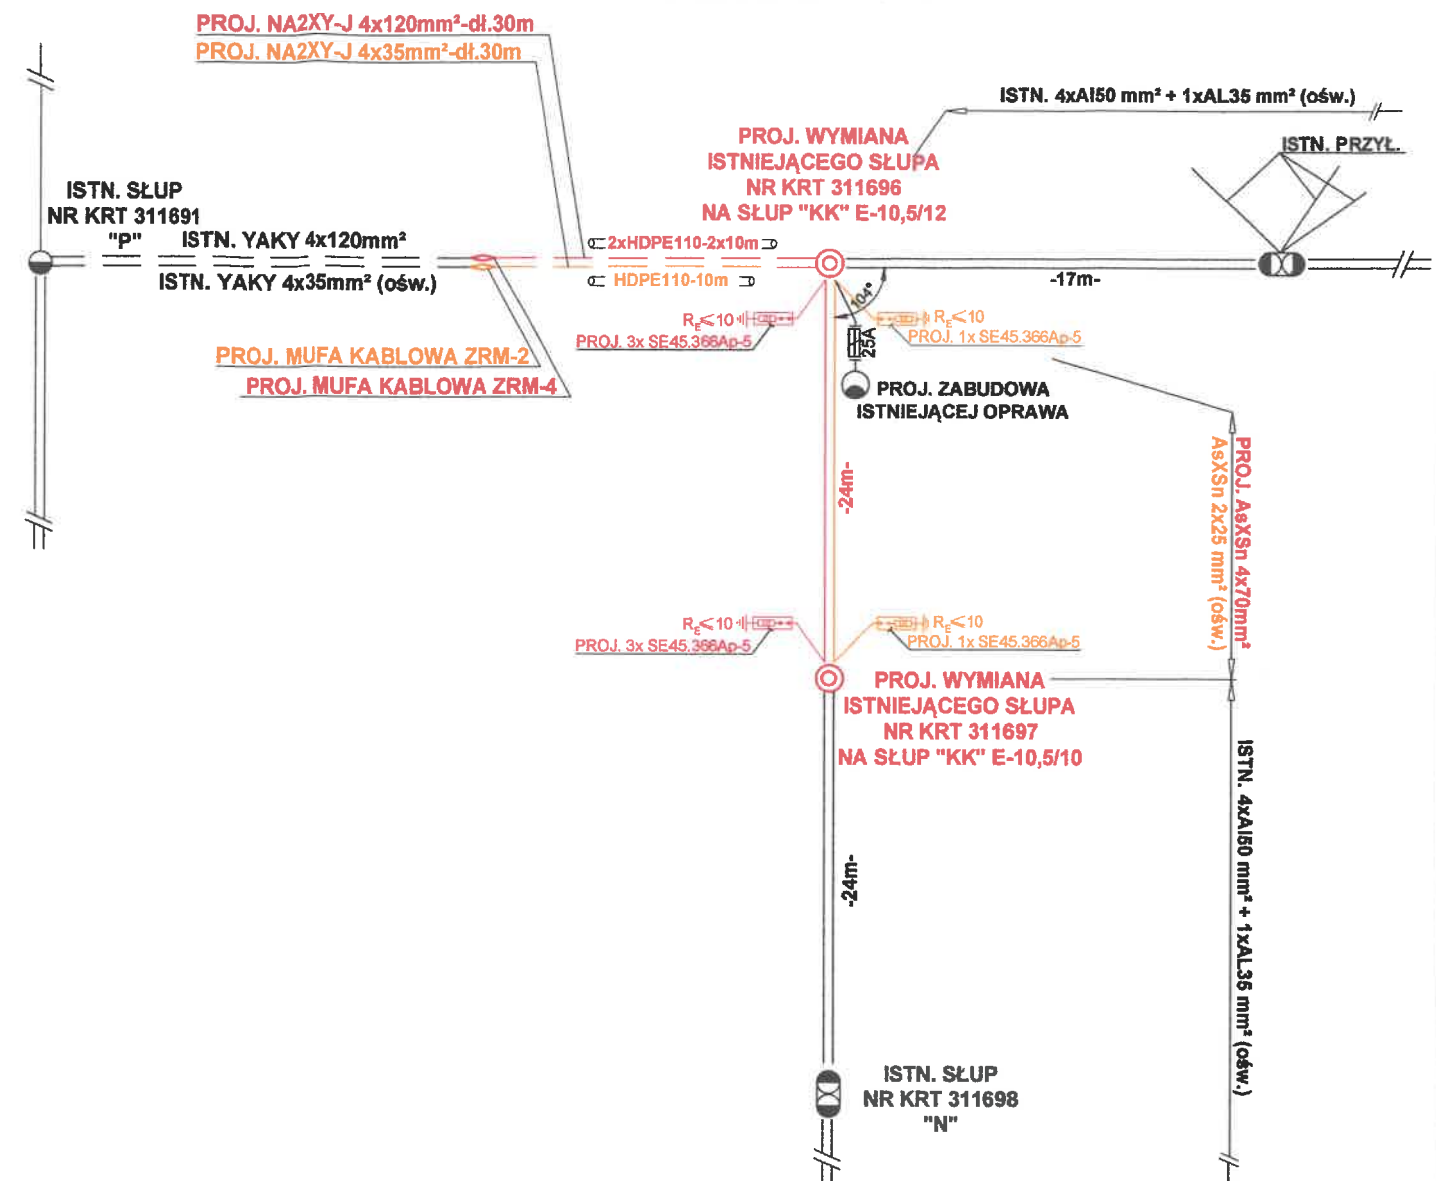 PROJ. NA2XY-J 4x120mm²-dł.30m
PROJ. NA2XY-J 4x35mm²-dł.30m
ISTN. 4xAl50 mm² + 1xAL35 mm² (ośw.)
ISTN. PRZYŁ.
PROJ. WYMIANA
ISTNIEJĄCEGO SŁUPA
NR KRT 311696
NA SŁUP "KK" E-10,5/12
ISTN. SŁUP
NR KRT 311691
"P"
ISTN. YAKY 4x120mm²
ISTN. YAKY 4x35mm² (ośw.)
2xHDPE110-2x10m
HDPE110-10m
-17m-
104°
25A
R_E≤10
PROJ. 3x SE45.366Ap-5
R_E≤10
PROJ. 1x SE45.366Ap-5
PROJ. MUFA KABLOWA ZRM-2
PROJ. MUFA KABLOWA ZRM-4
PROJ. ZABUDOWA
ISTNIEJĄCEJ OPRAWA
-24m-
PROJ. AsXSn 4x70mm²
AsXSn 2x25 mm² (ośw.)
R_E≤10
PROJ. 3x SE45.366Ap-5
R_E≤10
PROJ. 1x SE45.366Ap-5
PROJ. WYMIANA
ISTNIEJĄCEGO SŁUPA
NR KRT 311697
NA SŁUP "KK" E-10,5/10
-24m-
ISTN. 4xAl50 mm² + 1xAL35 mm² (ośw.)
ISTN. SŁUP
NR KRT 311698
"N"